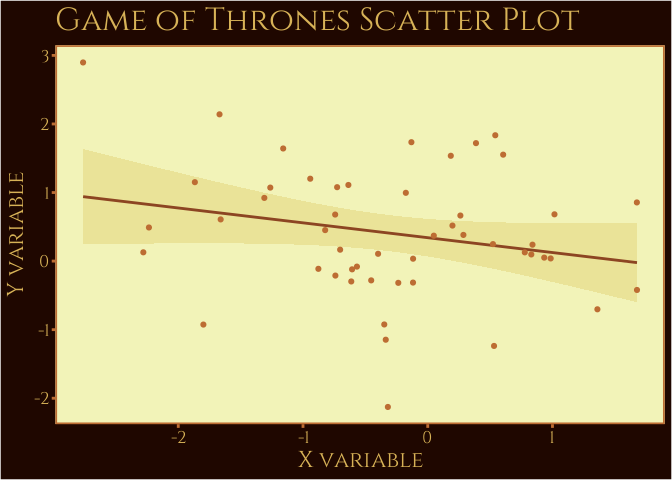 Game of Thrones Scatter Plot
3
2
1
0
-1
-2
Y variable
-2 -1 0 1
X variable